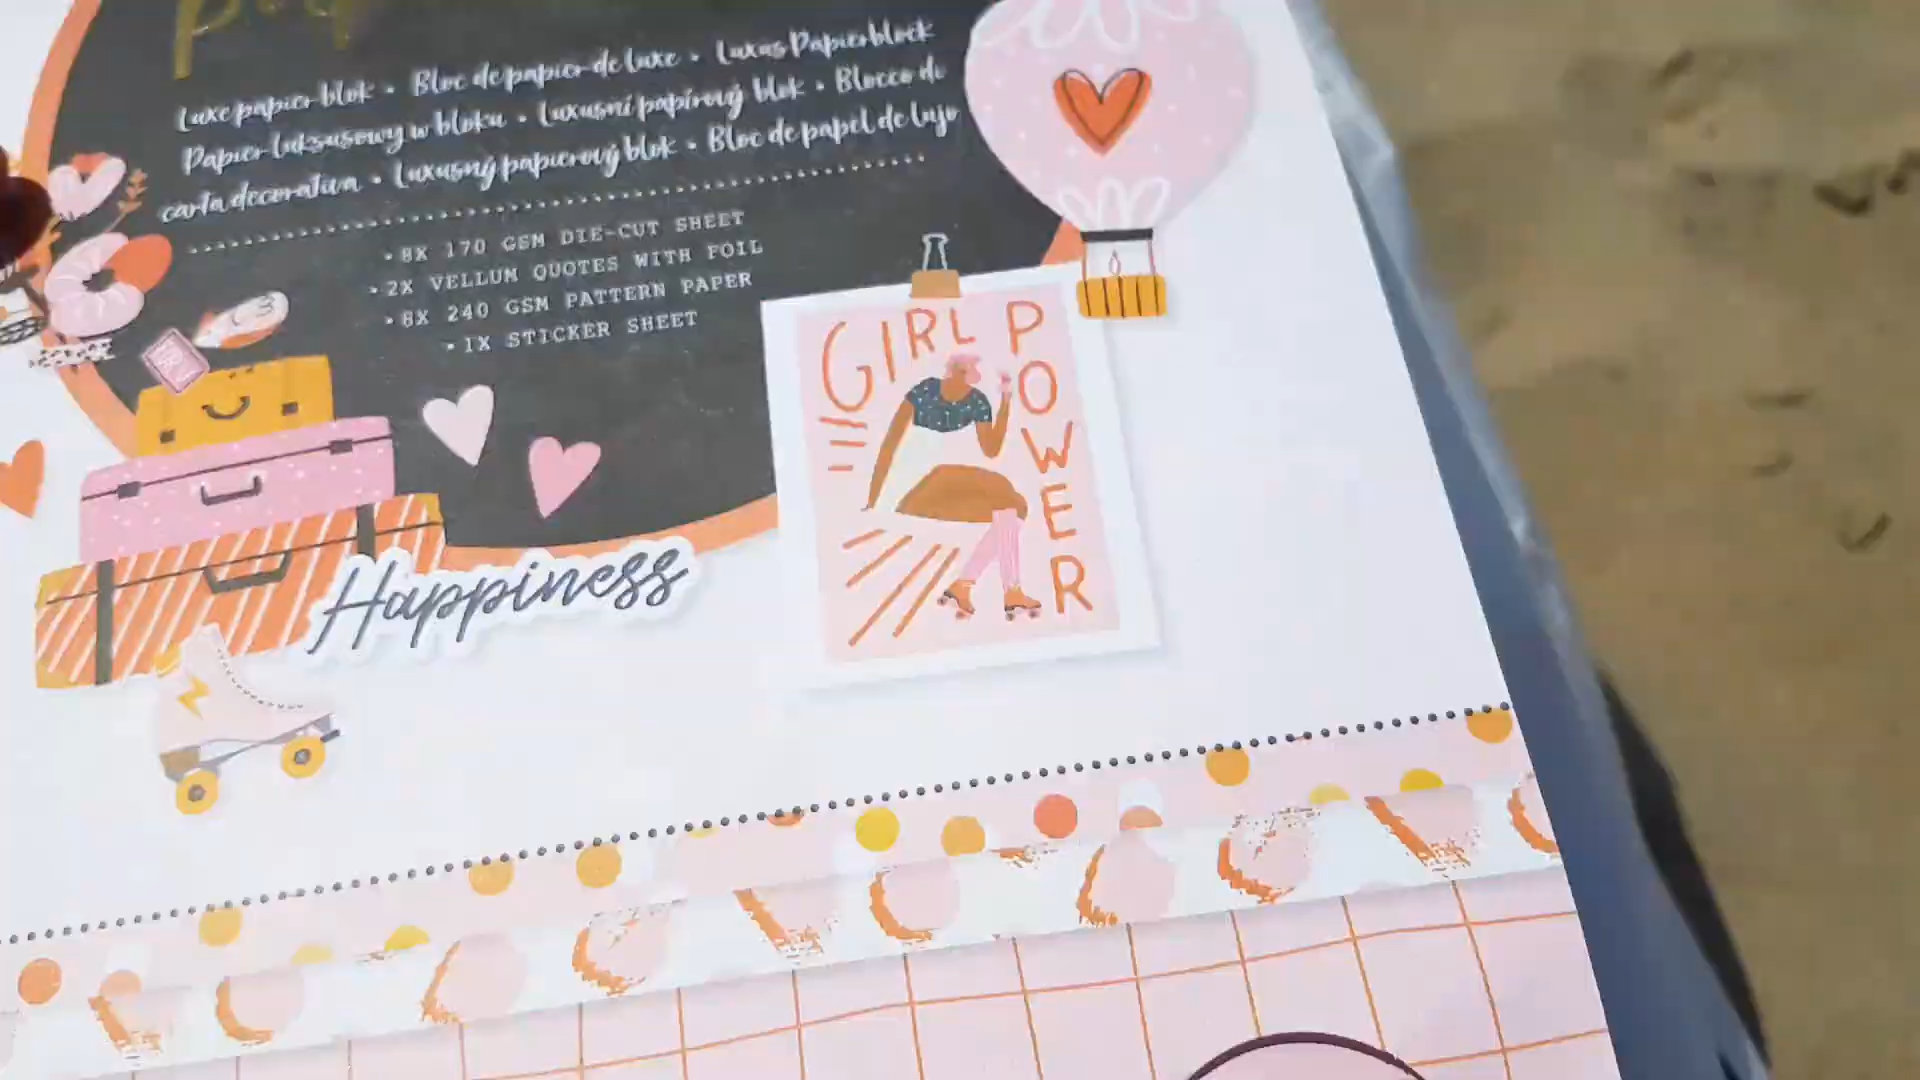 Luxe papier blok • Bloc de papier de luxe • Luxus Papierblock
Papier luksusowy w bloku • Luxusní papírový blok • Blocco di
carta decorativa • Luxusný papierový blok • Bloc de papel de lujo
• 8X 170 GSM DIE-CUT SHEET
• 2X VELLUM QUOTES WITH FOIL
• 8X 240 GSM PATTERN PAPER
• 1X STICKER SHEET
GIRL POWER
Happiness